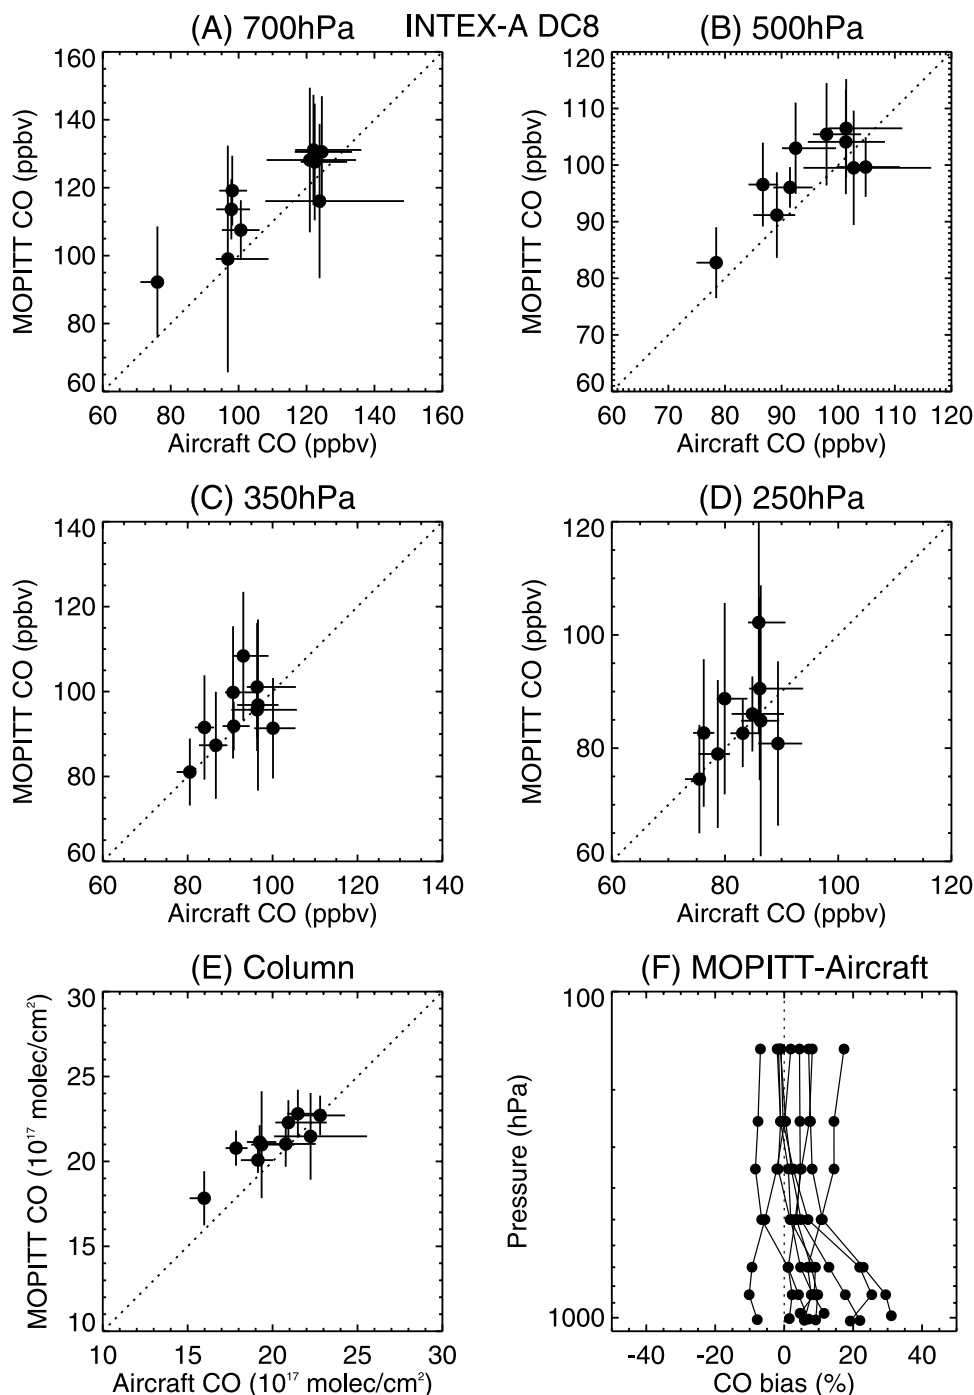 (A) 700hPa INTEX-A DC8 (B) 500hPa
160
140
120
100
80
60
MOPITT CO (ppbv)
60 80 100 120 140 160
Aircraft CO (ppbv)
120
110
100
90
80
70
60
MOPITT CO (ppbv)
60 70 80 90 100 110 120
Aircraft CO (ppbv)
(C) 350hPa
140
120
100
80
60
MOPITT CO (ppbv)
60 80 100 120 140
Aircraft CO (ppbv)
(D) 250hPa
120
100
80
60
MOPITT CO (ppbv)
60 80 100 120
Aircraft CO (ppbv)
(E) Column
30
25
20
15
10
MOPITT CO (10¹⁷ molec/cm²)
10 15 20 25 30
Aircraft CO (10¹⁷ molec/cm²)
(F) MOPITT-Aircraft
100
1000
Pressure (hPa)
-40 -20 0 20 40
CO bias (%)